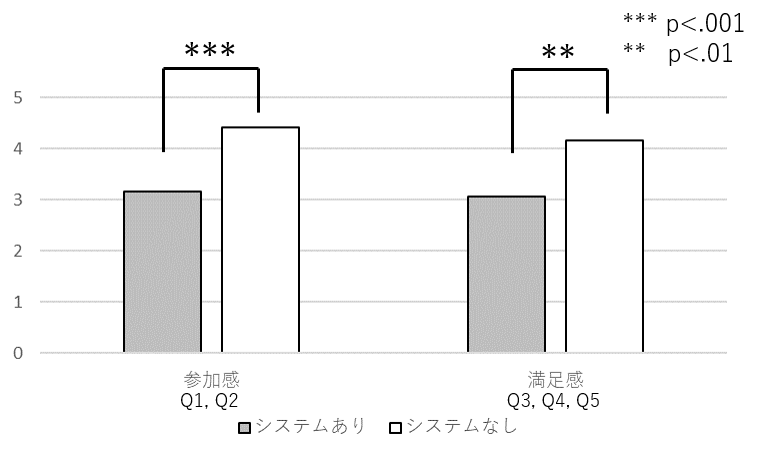 *** p<.001
** p<.01
*** **
5
4
3
2
1
0
参加感 満足感
Q1, Q2 Q3, Q4, Q5
システムあり システムなし